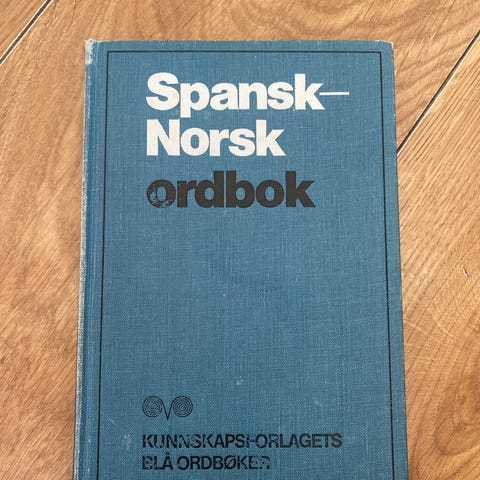 Spansk–
Norsk
ordbok
KUNNSKAPSFORLAGETS
BLÅ ORDBØKER